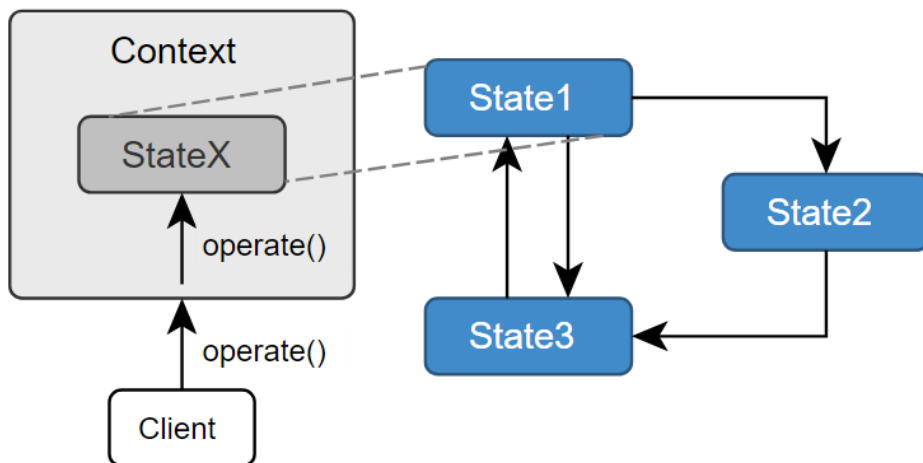 Context
StateX
operate()
operate()
Client
State1
State2
State3